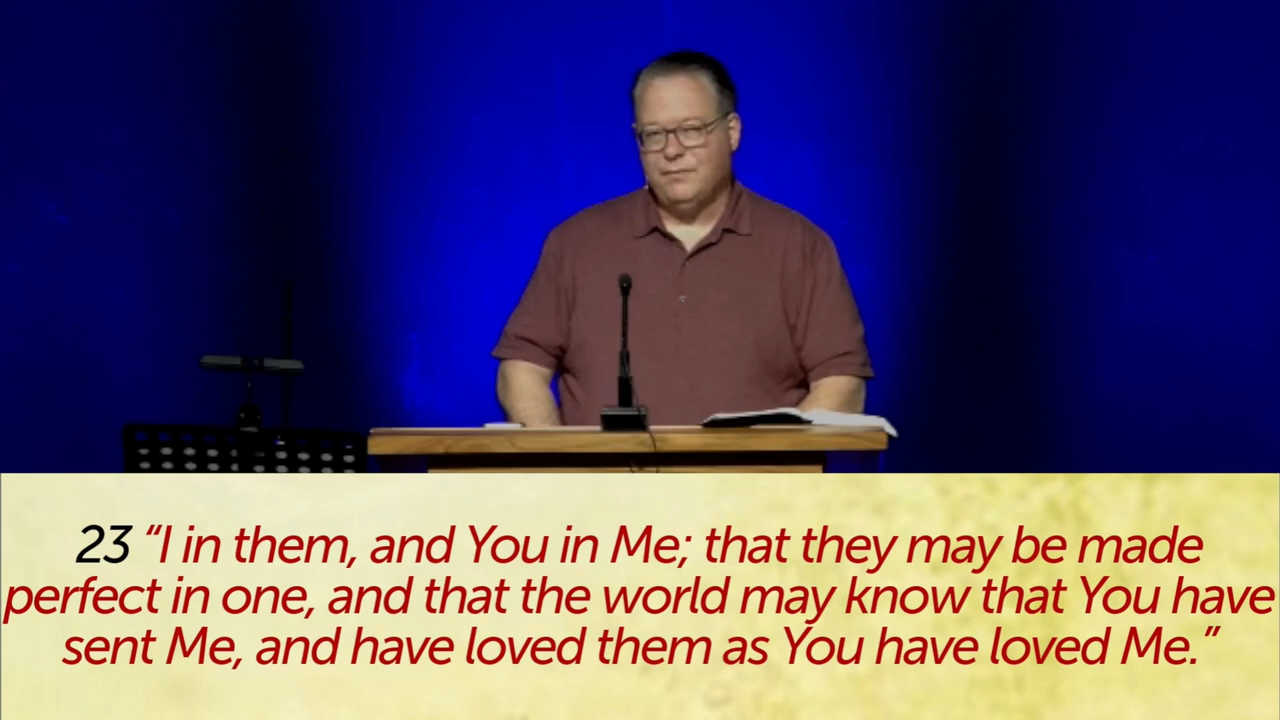 23 “I in them, and You in Me; that they may be made
perfect in one, and that the world may know that You have
sent Me, and have loved them as You have loved Me.”